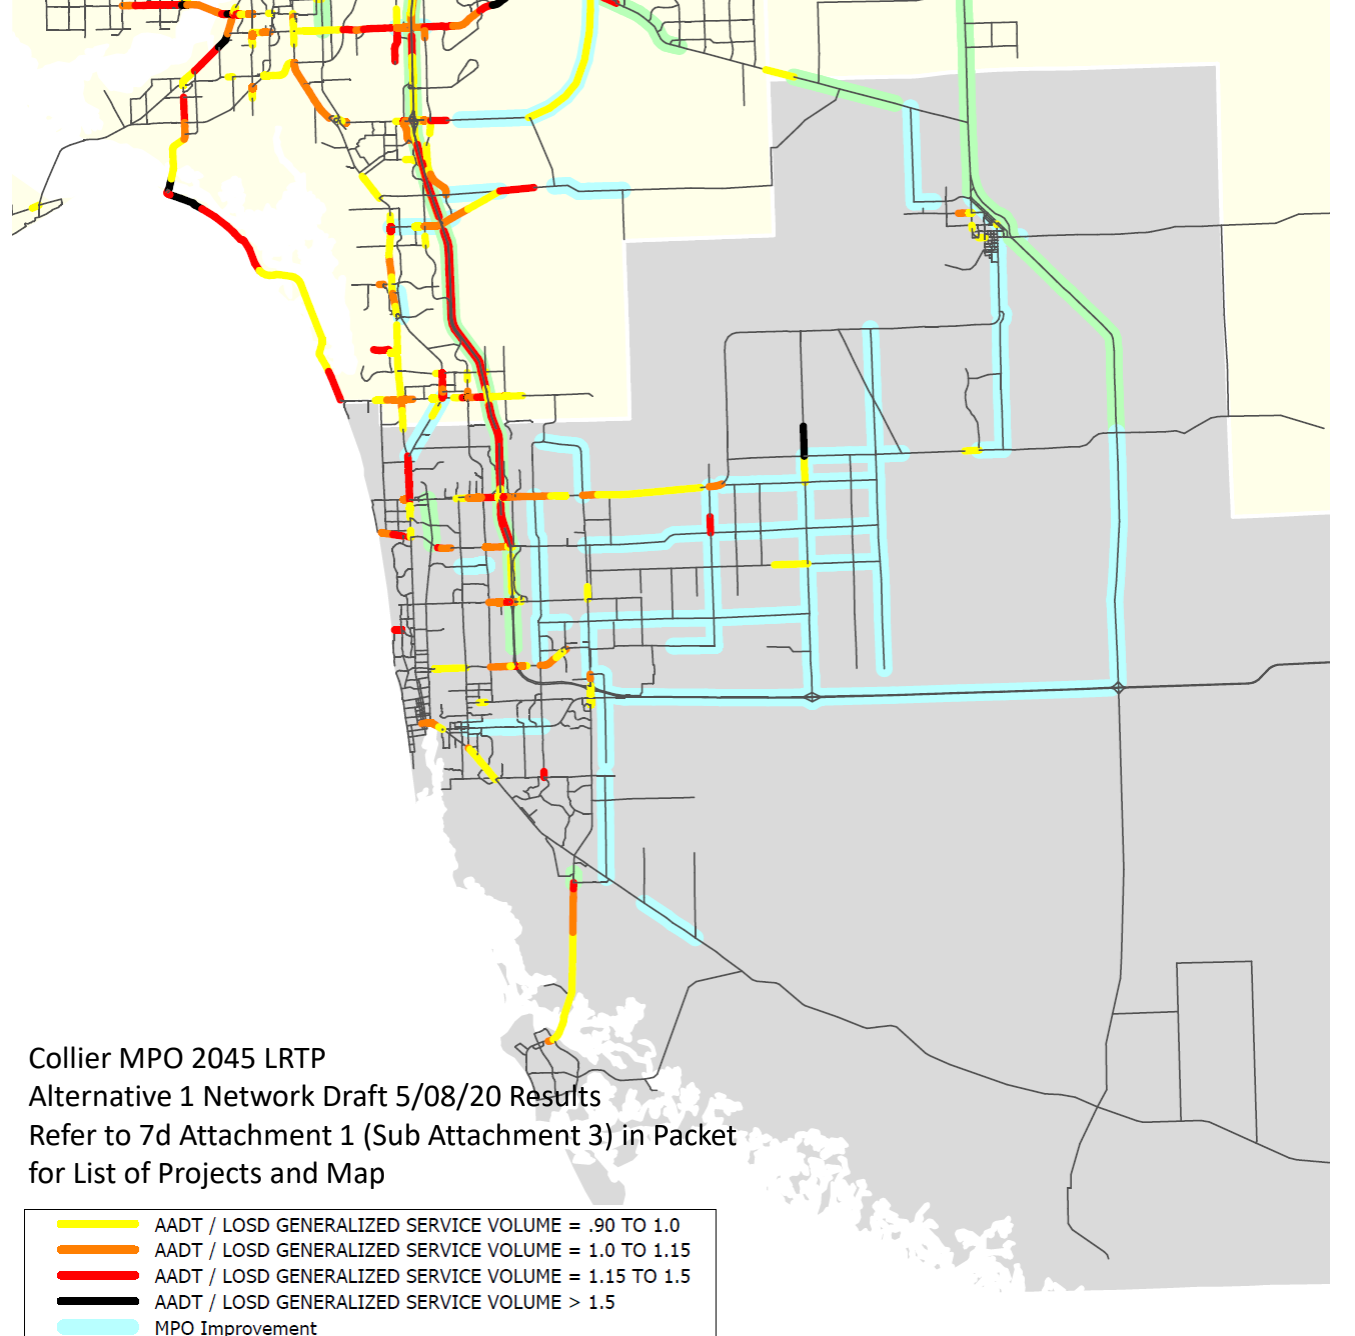 Collier MPO 2045 LRTP
Alternative 1 Network Draft 5/08/20 Results
Refer to 7d Attachment 1 (Sub Attachment 3) in Packet
for List of Projects and Map
AADT / LOSD GENERALIZED SERVICE VOLUME = .90 TO 1.0
AADT / LOSD GENERALIZED SERVICE VOLUME = 1.0 TO 1.15
AADT / LOSD GENERALIZED SERVICE VOLUME = 1.15 TO 1.5
AADT / LOSD GENERALIZED SERVICE VOLUME > 1.5
MPO Improvement